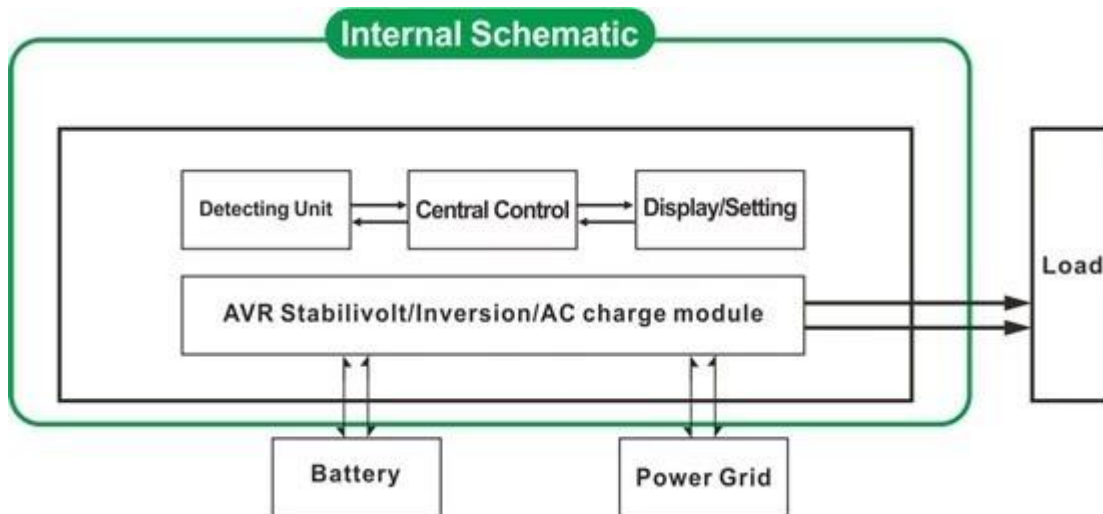 Internal Schematic
Detecting Unit
Central Control
Display/Setting
AVR Stabilivolt/Inversion/AC charge module
Load
Battery
Power Grid